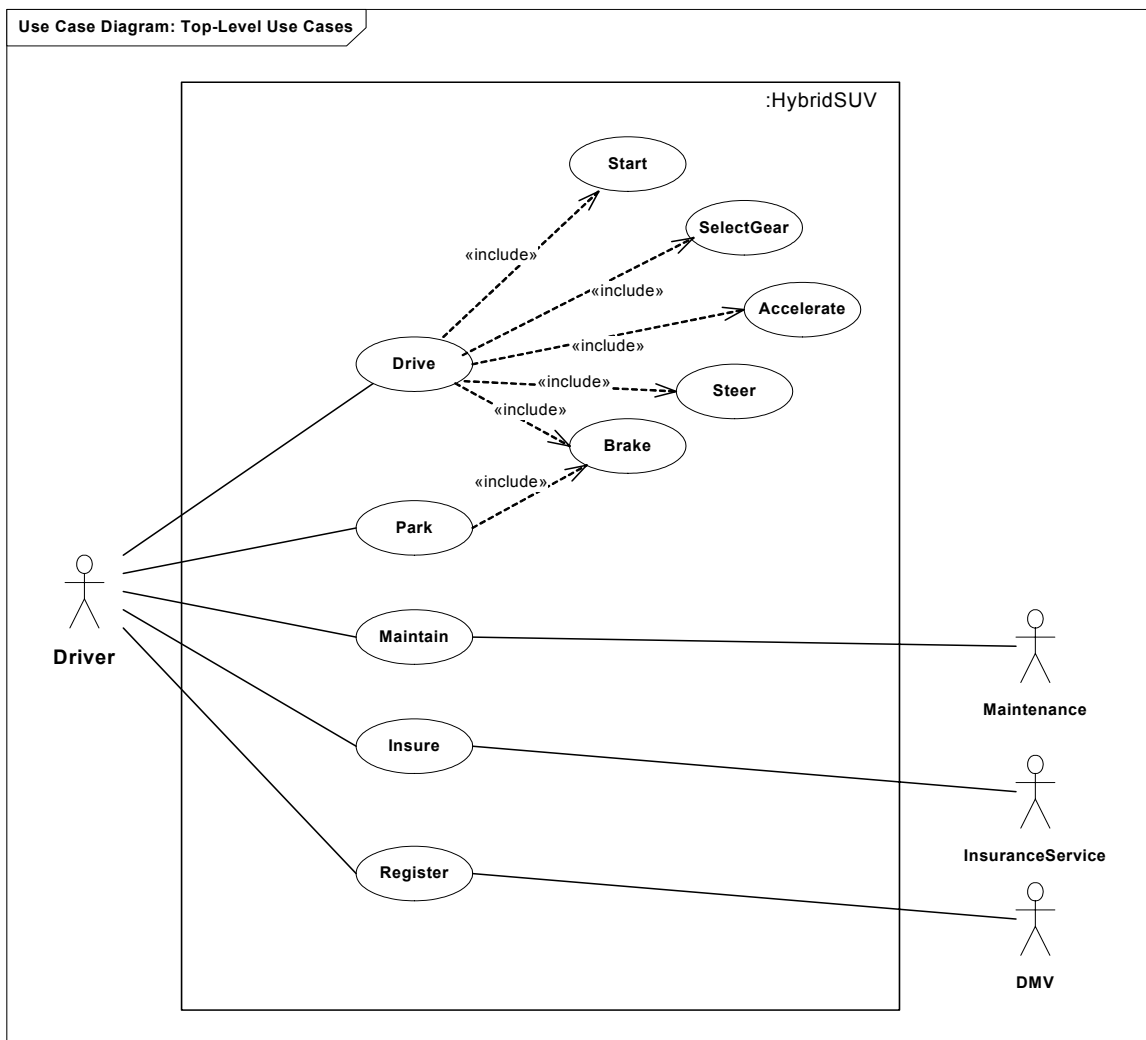 Use Case Diagram: Top-Level Use Cases
:HybridSUV
Start
SelectGear
«include»
«include»
Accelerate
«include»
Drive
«include»
Steer
«include»
Brake
«include»
Park
Maintain
Driver
Maintenance
Insure
InsuranceService
Register
DMV